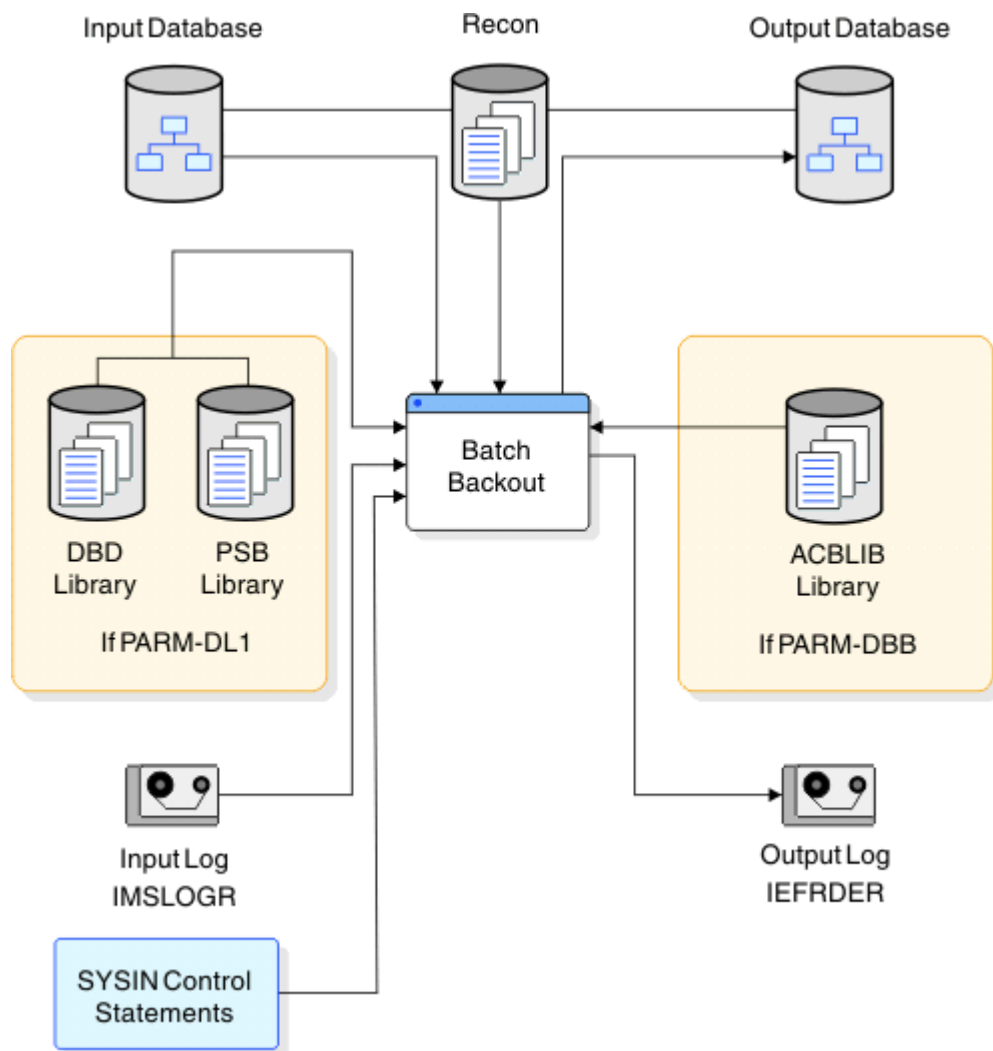 Input Database
Recon
Output Database
Batch
Backout
DBD
Library
PSB
Library
If PARM-DL1
ACBLIB
Library
If PARM-DBB
Input Log
IMSLOGR
Output Log
IEFRDER
SYSIN Control
Statements